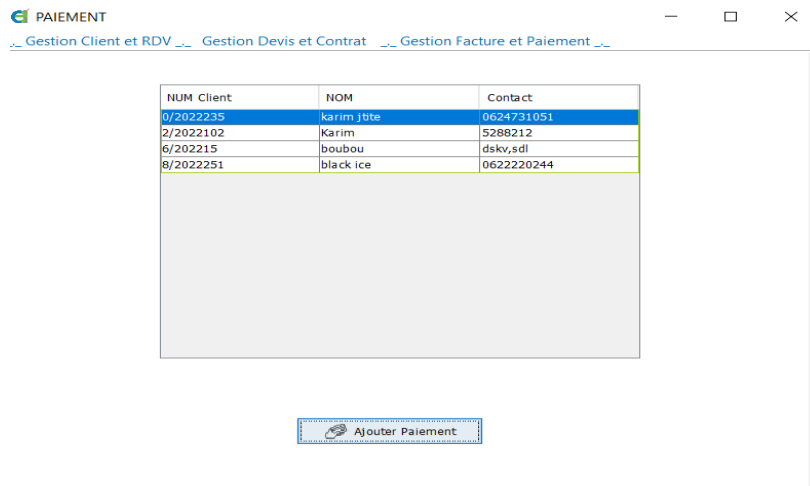 PAIEMENT
._ Gestion Client et RDV _._ Gestion Devis et Contrat _._ Gestion Facture et Paiement _._
NUM Client NOM Contact
0/2022235 karim jtite 0624731051
2/2022102 Karim 5288212
6/202215 boubou dskv,sdl
8/2022251 black ice 0622220244
Ajouter Paiement